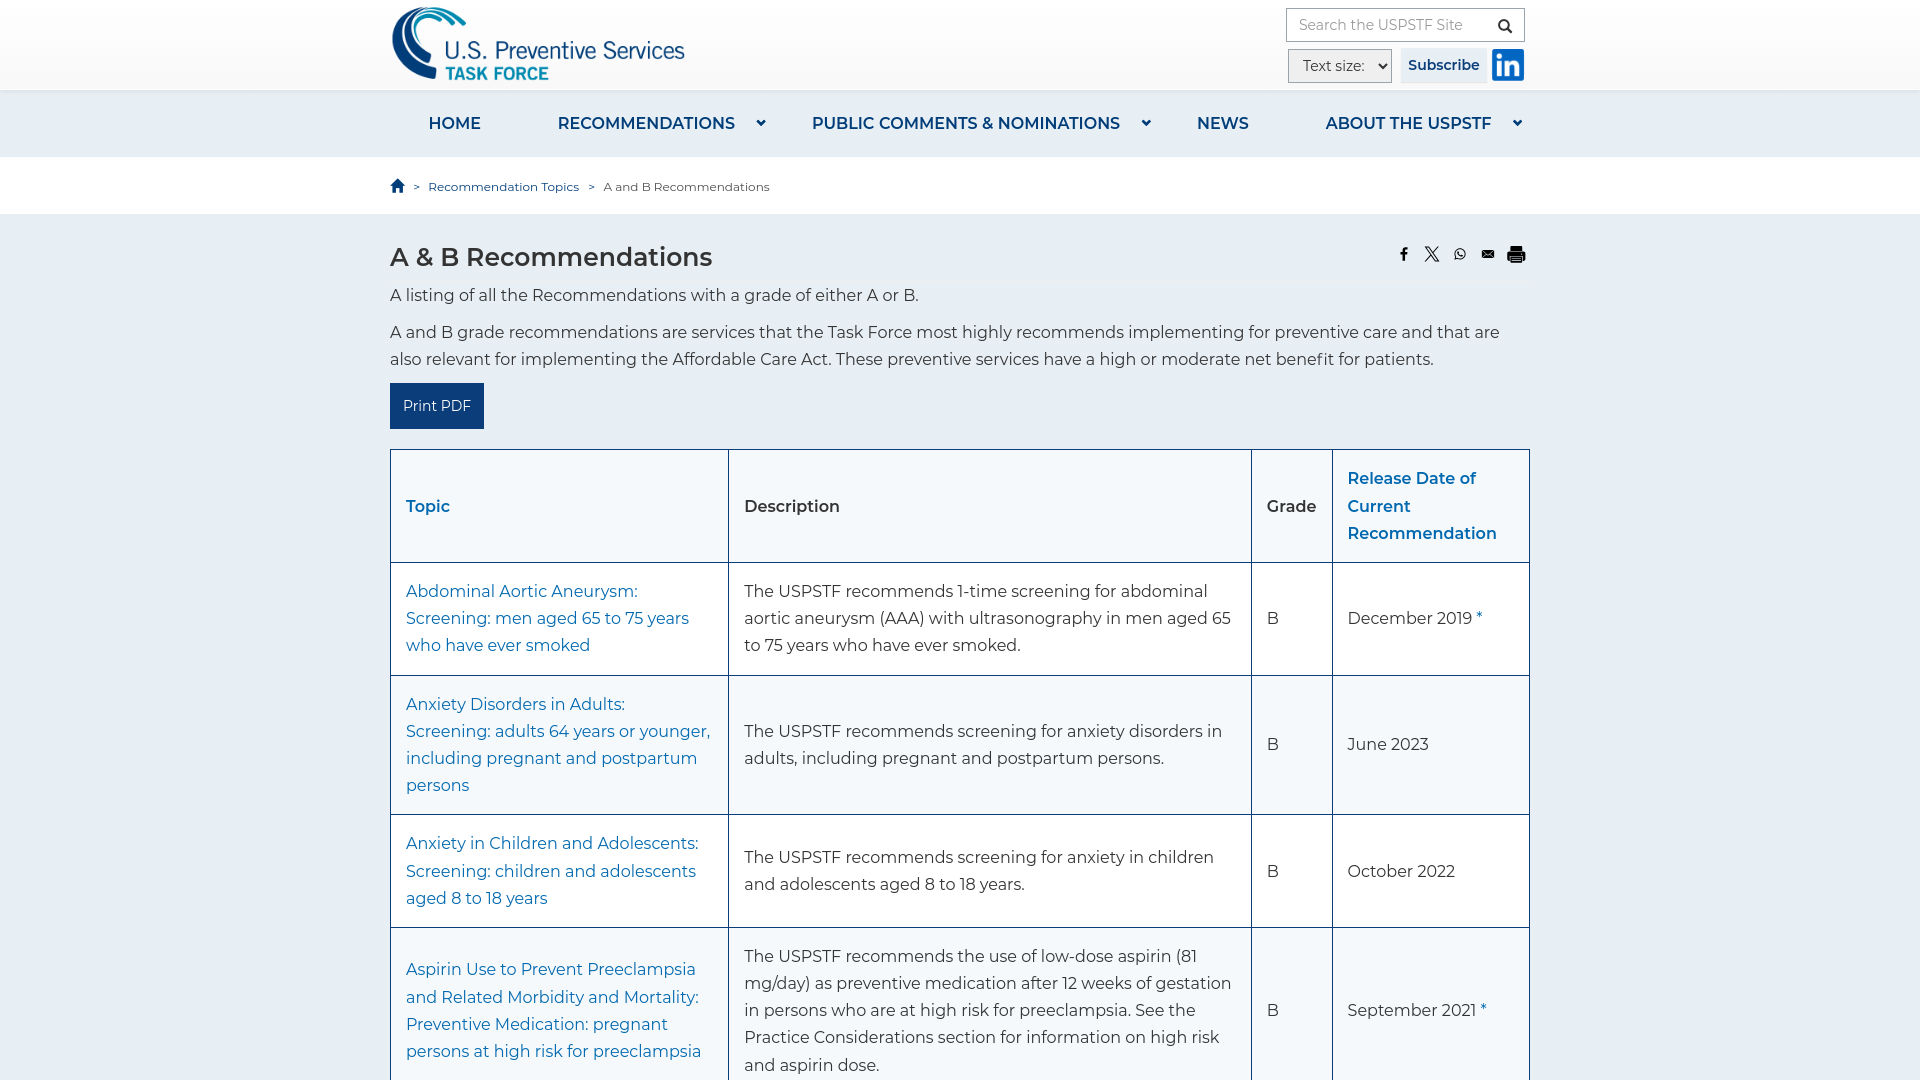 U.S. Preventive Services
TASK FORCE
Search the USPSTF Site
Text size:
Subscribe
in
HOME
RECOMMENDATIONS
PUBLIC COMMENTS & NOMINATIONS
NEWS
ABOUT THE USPSTF
> Recommendation Topics > A and B Recommendations
A & B Recommendations
A listing of all the Recommendations with a grade of either A or B.
A and B grade recommendations are services that the Task Force most highly recommends implementing for preventive care and that are
also relevant for implementing the Affordable Care Act. These preventive services have a high or moderate net benefit for patients.
Print PDF
Topic
Description
Grade
Release Date of
Current
Recommendation
Abdominal Aortic Aneurysm:
Screening: men aged 65 to 75 years
who have ever smoked
The USPSTF recommends 1-time screening for abdominal
aortic aneurysm (AAA) with ultrasonography in men aged 65
to 75 years who have ever smoked.
B
December 2019 *
Anxiety Disorders in Adults:
Screening: adults 64 years or younger,
including pregnant and postpartum
persons
The USPSTF recommends screening for anxiety disorders in
adults, including pregnant and postpartum persons.
B
June 2023
Anxiety in Children and Adolescents:
Screening: children and adolescents
aged 8 to 18 years
The USPSTF recommends screening for anxiety in children
and adolescents aged 8 to 18 years.
B
October 2022
Aspirin Use to Prevent Preeclampsia
and Related Morbidity and Mortality:
Preventive Medication: pregnant
persons at high risk for preeclampsia
The USPSTF recommends the use of low-dose aspirin (81
mg/day) as preventive medication after 12 weeks of gestation
in persons who are at high risk for preeclampsia. See the
Practice Considerations section for information on high risk
and aspirin dose.
B
September 2021 *